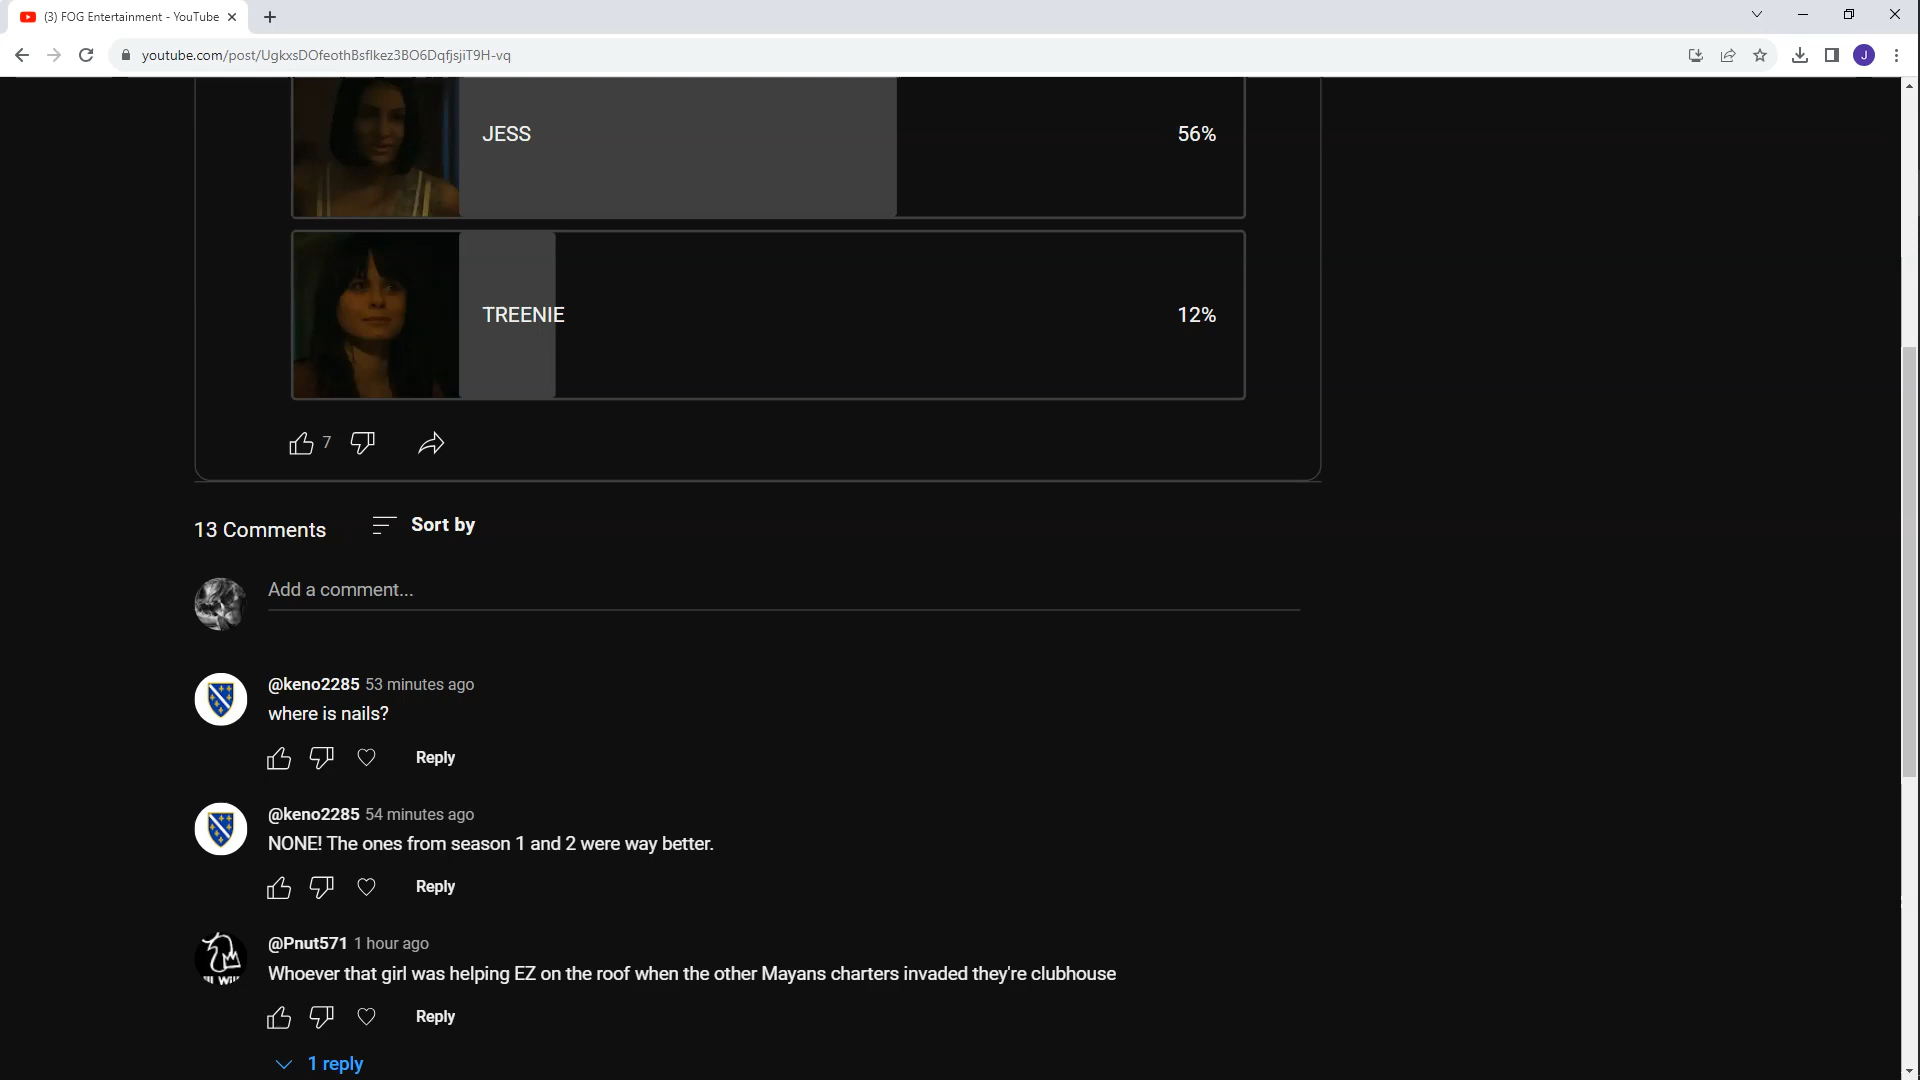 (3) FOG Entertainment - YouTube
youtube.com/post/UgkxsDOfeothBsflkez3BO6DqfjsjiT9H-vq
J
JESS 56%
TREENIE 12%
7
13 Comments Sort by
Add a comment...
@keno2285 53 minutes ago
where is nails?
Reply
@keno2285 54 minutes ago
NONE! The ones from season 1 and 2 were way better.
Reply
@Pnut571 1 hour ago
Whoever that girl was helping EZ on the roof when the other Mayans charters invaded they're clubhouse
Reply
1 reply